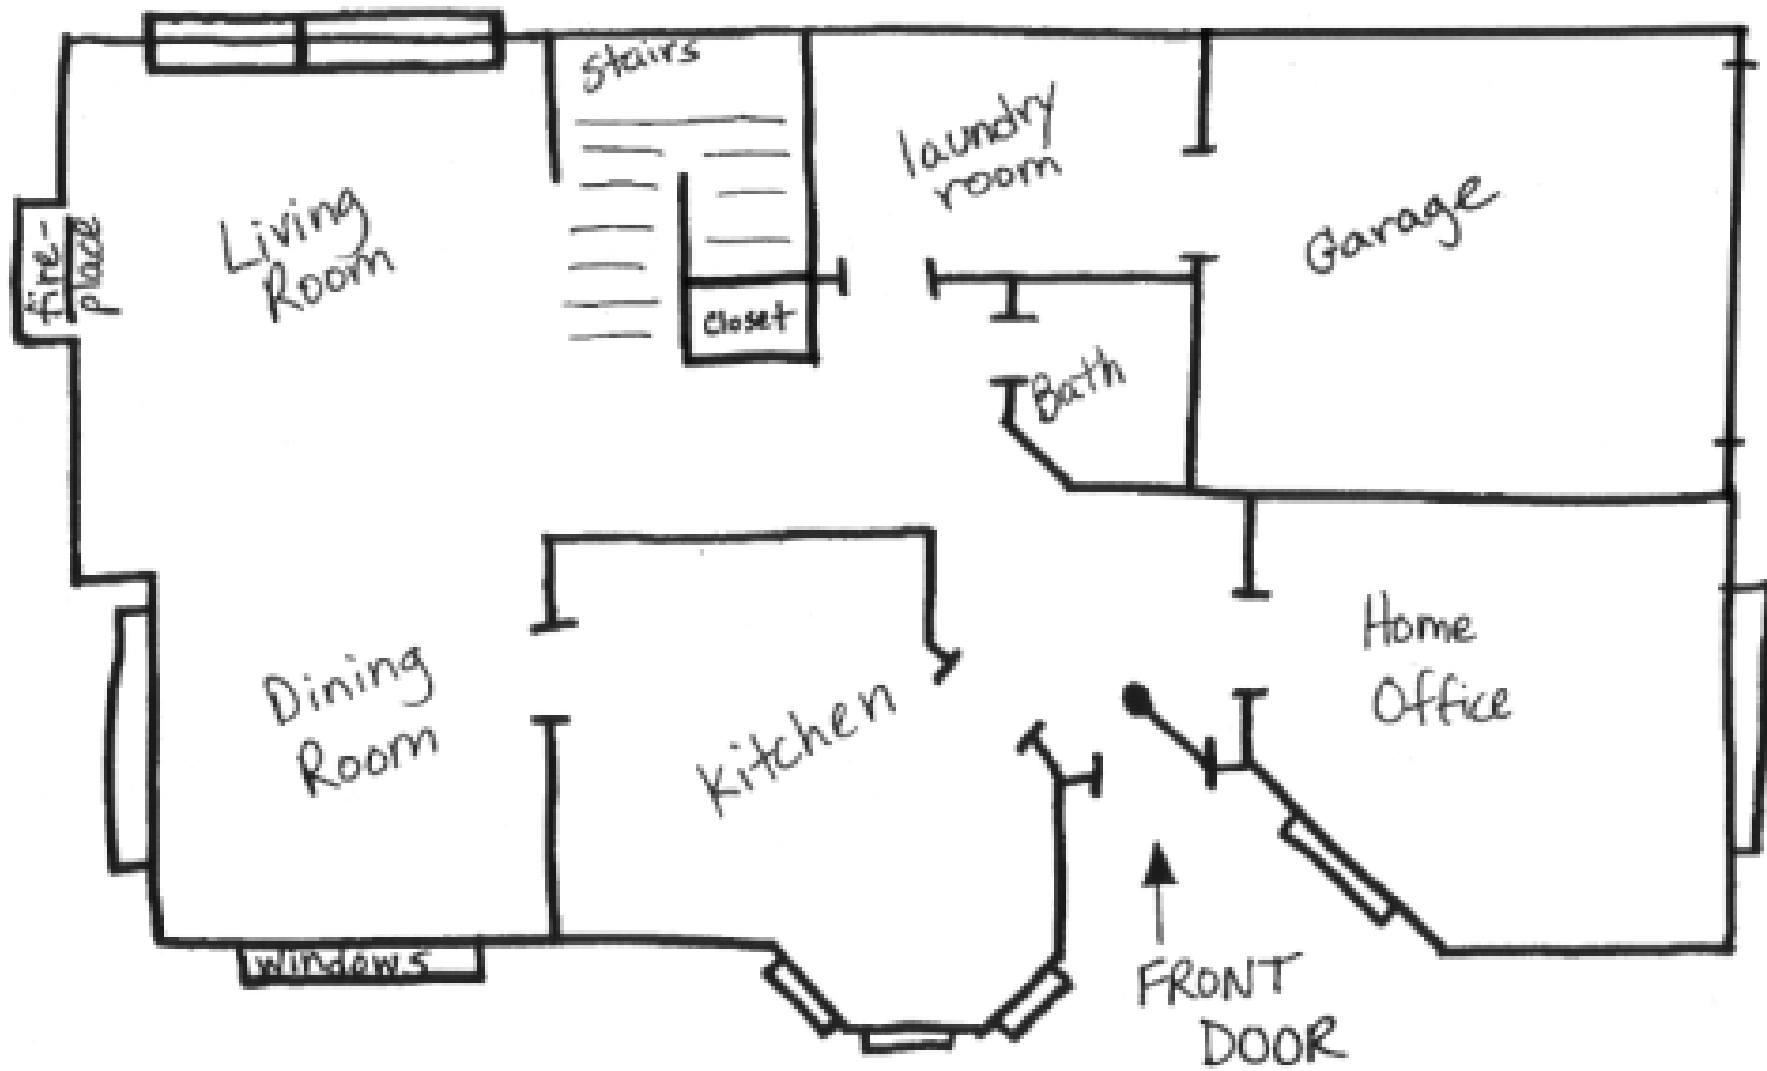 stairs
laundry
room
Living
Room
Garage
fire-
place
closet
Bath
Home
Office
Dining
Room
Kitchen
windows
FRONT
DOOR